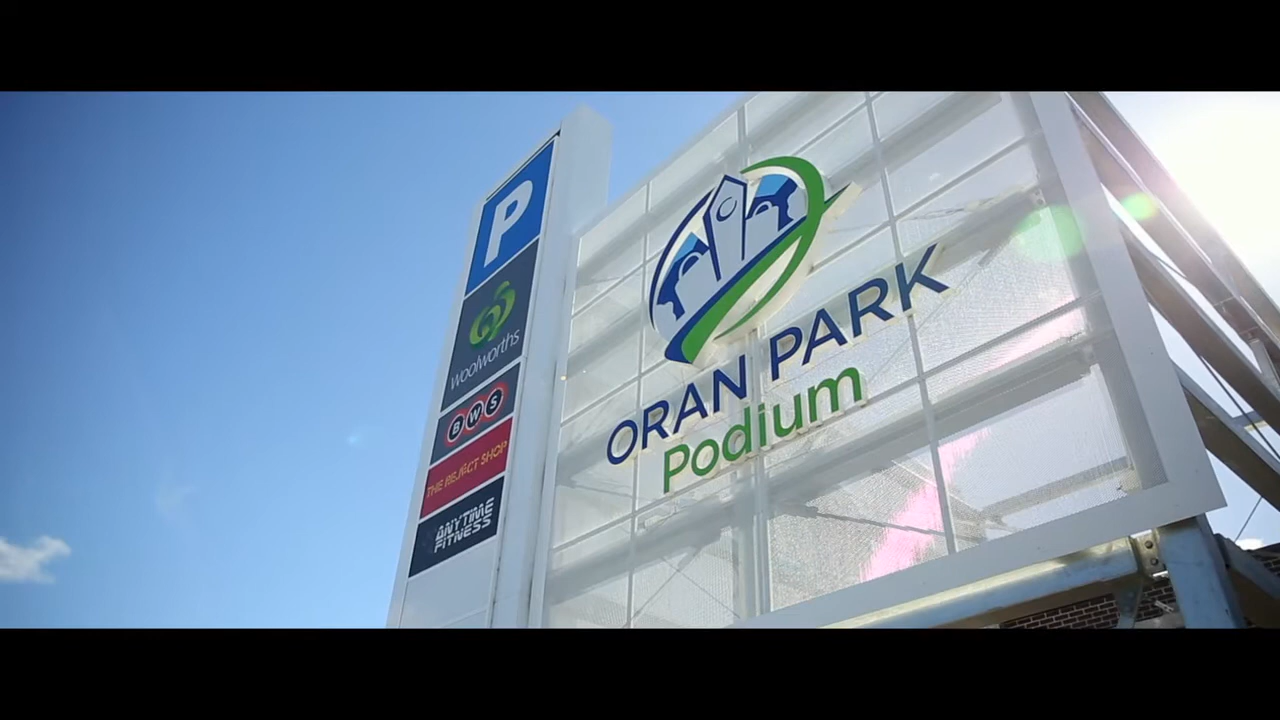 P
woolworths
BWS
THE REJECT SHOP
ANYTIME
FITNESS
ORAN PARK
Podium